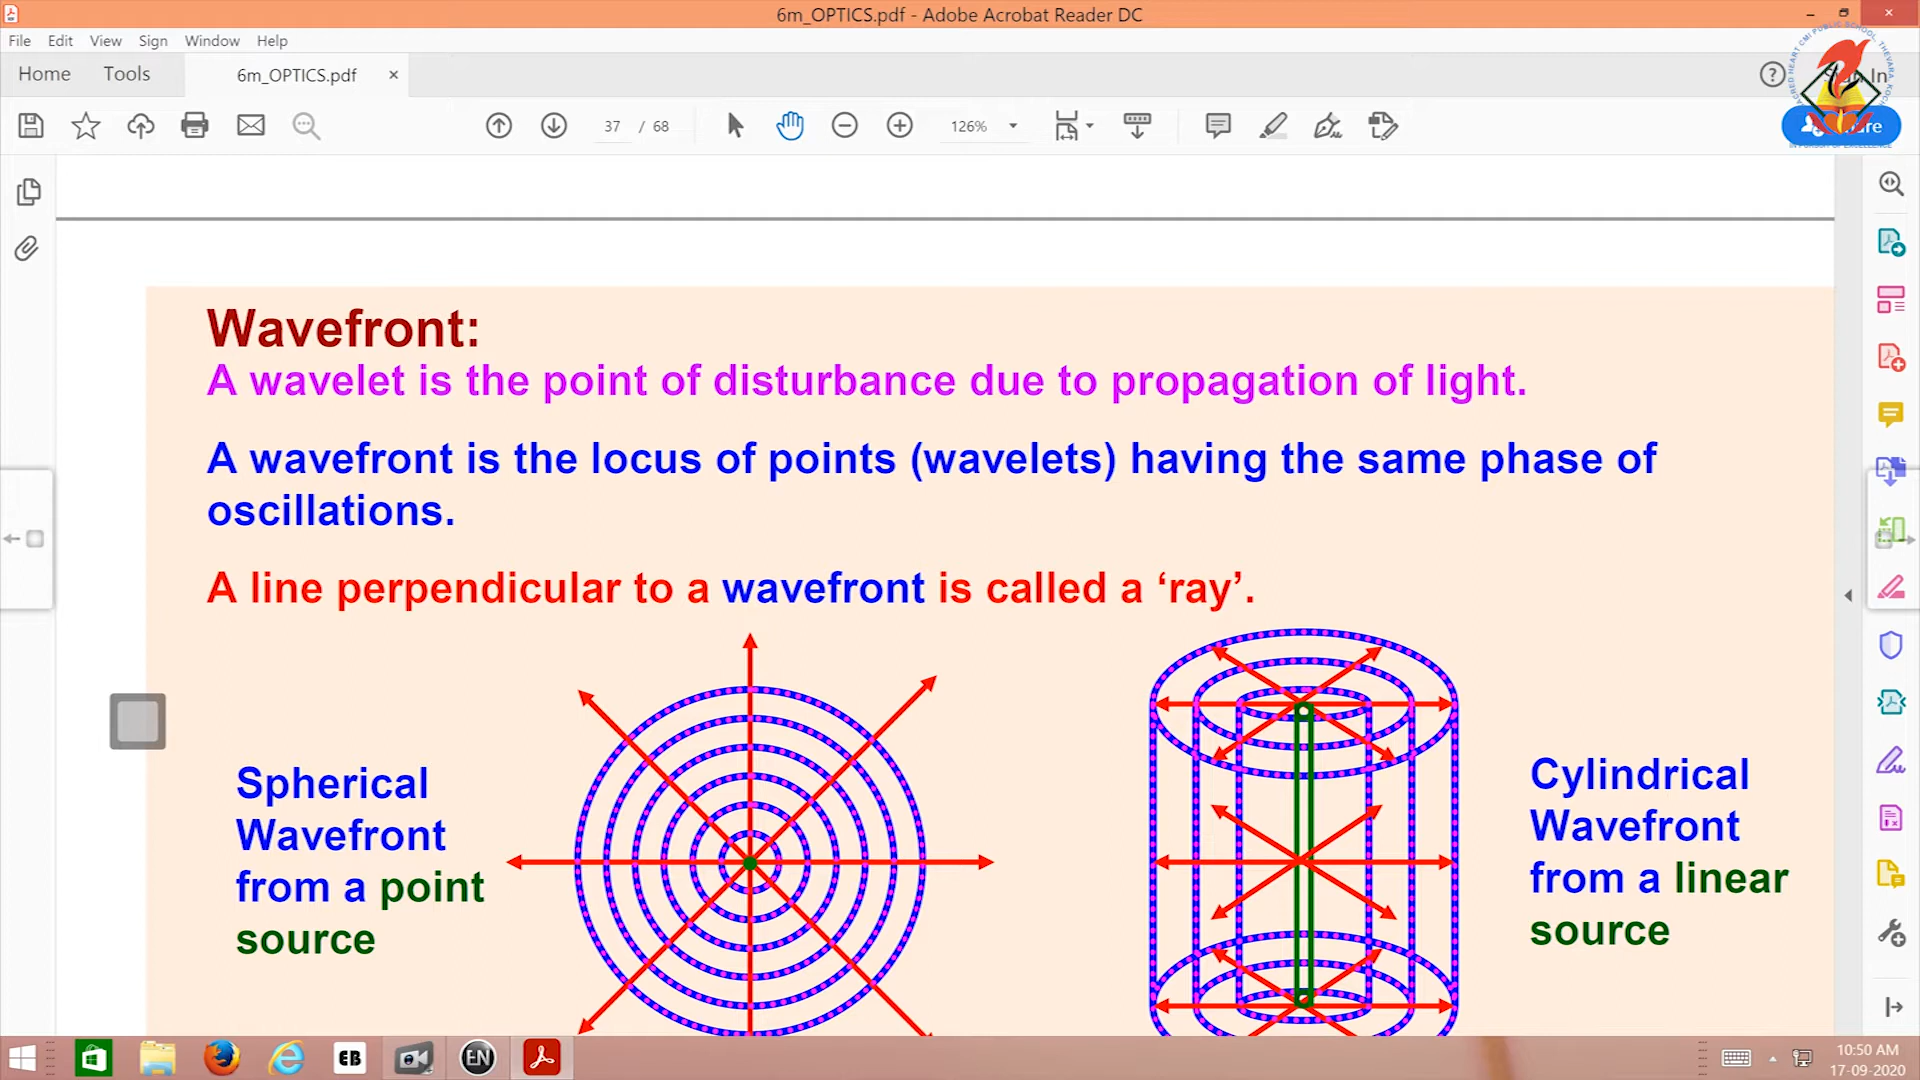 6m_OPTICS.pdf - Adobe Acrobat Reader DC
File Edit View Sign Window Help
Home Tools 6m_OPTICS.pdf
37 / 68 126%
Wavefront:
A wavelet is the point of disturbance due to propagation of light.
A wavefront is the locus of points (wavelets) having the same phase of
oscillations.
A line perpendicular to a wavefront is called a ‘ray’.
Spherical
Wavefront
from a point
source
Cylindrical
Wavefront
from a linear
source
EB
EN
10:50 AM
17-09-2020